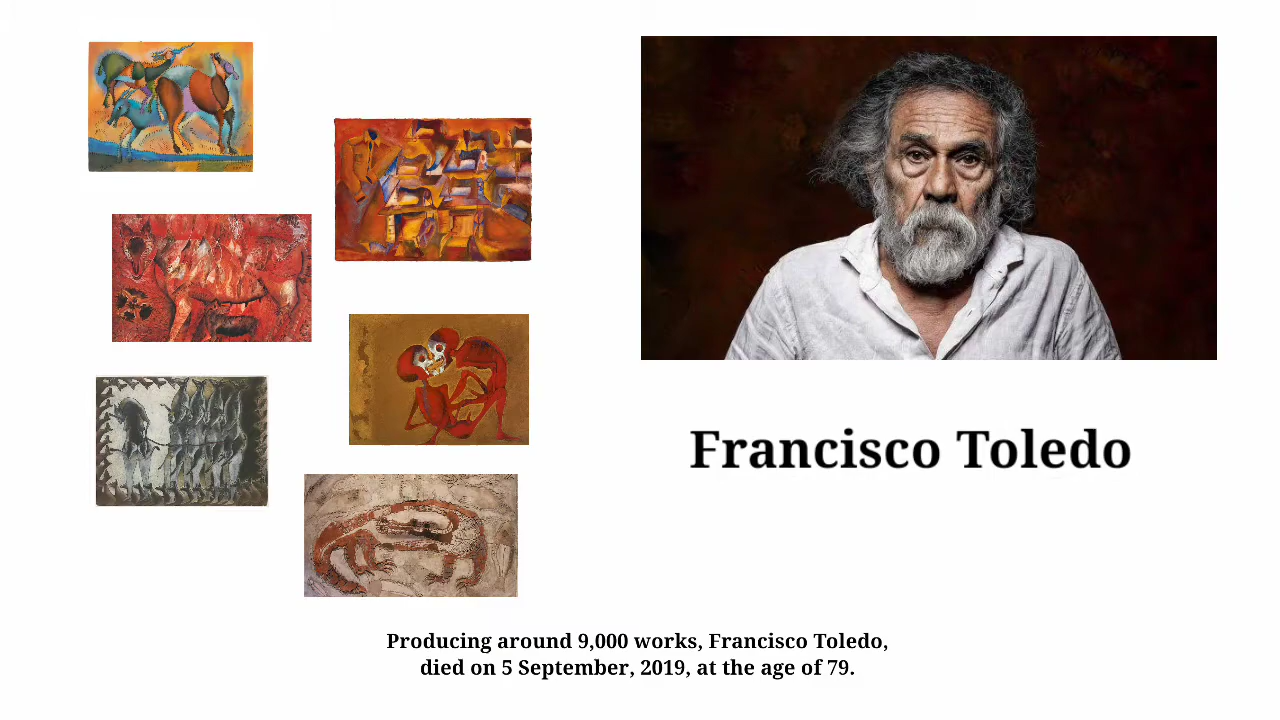 Francisco Toledo
Producing around 9,000 works, Francisco Toledo,
died on 5 September, 2019, at the age of 79.